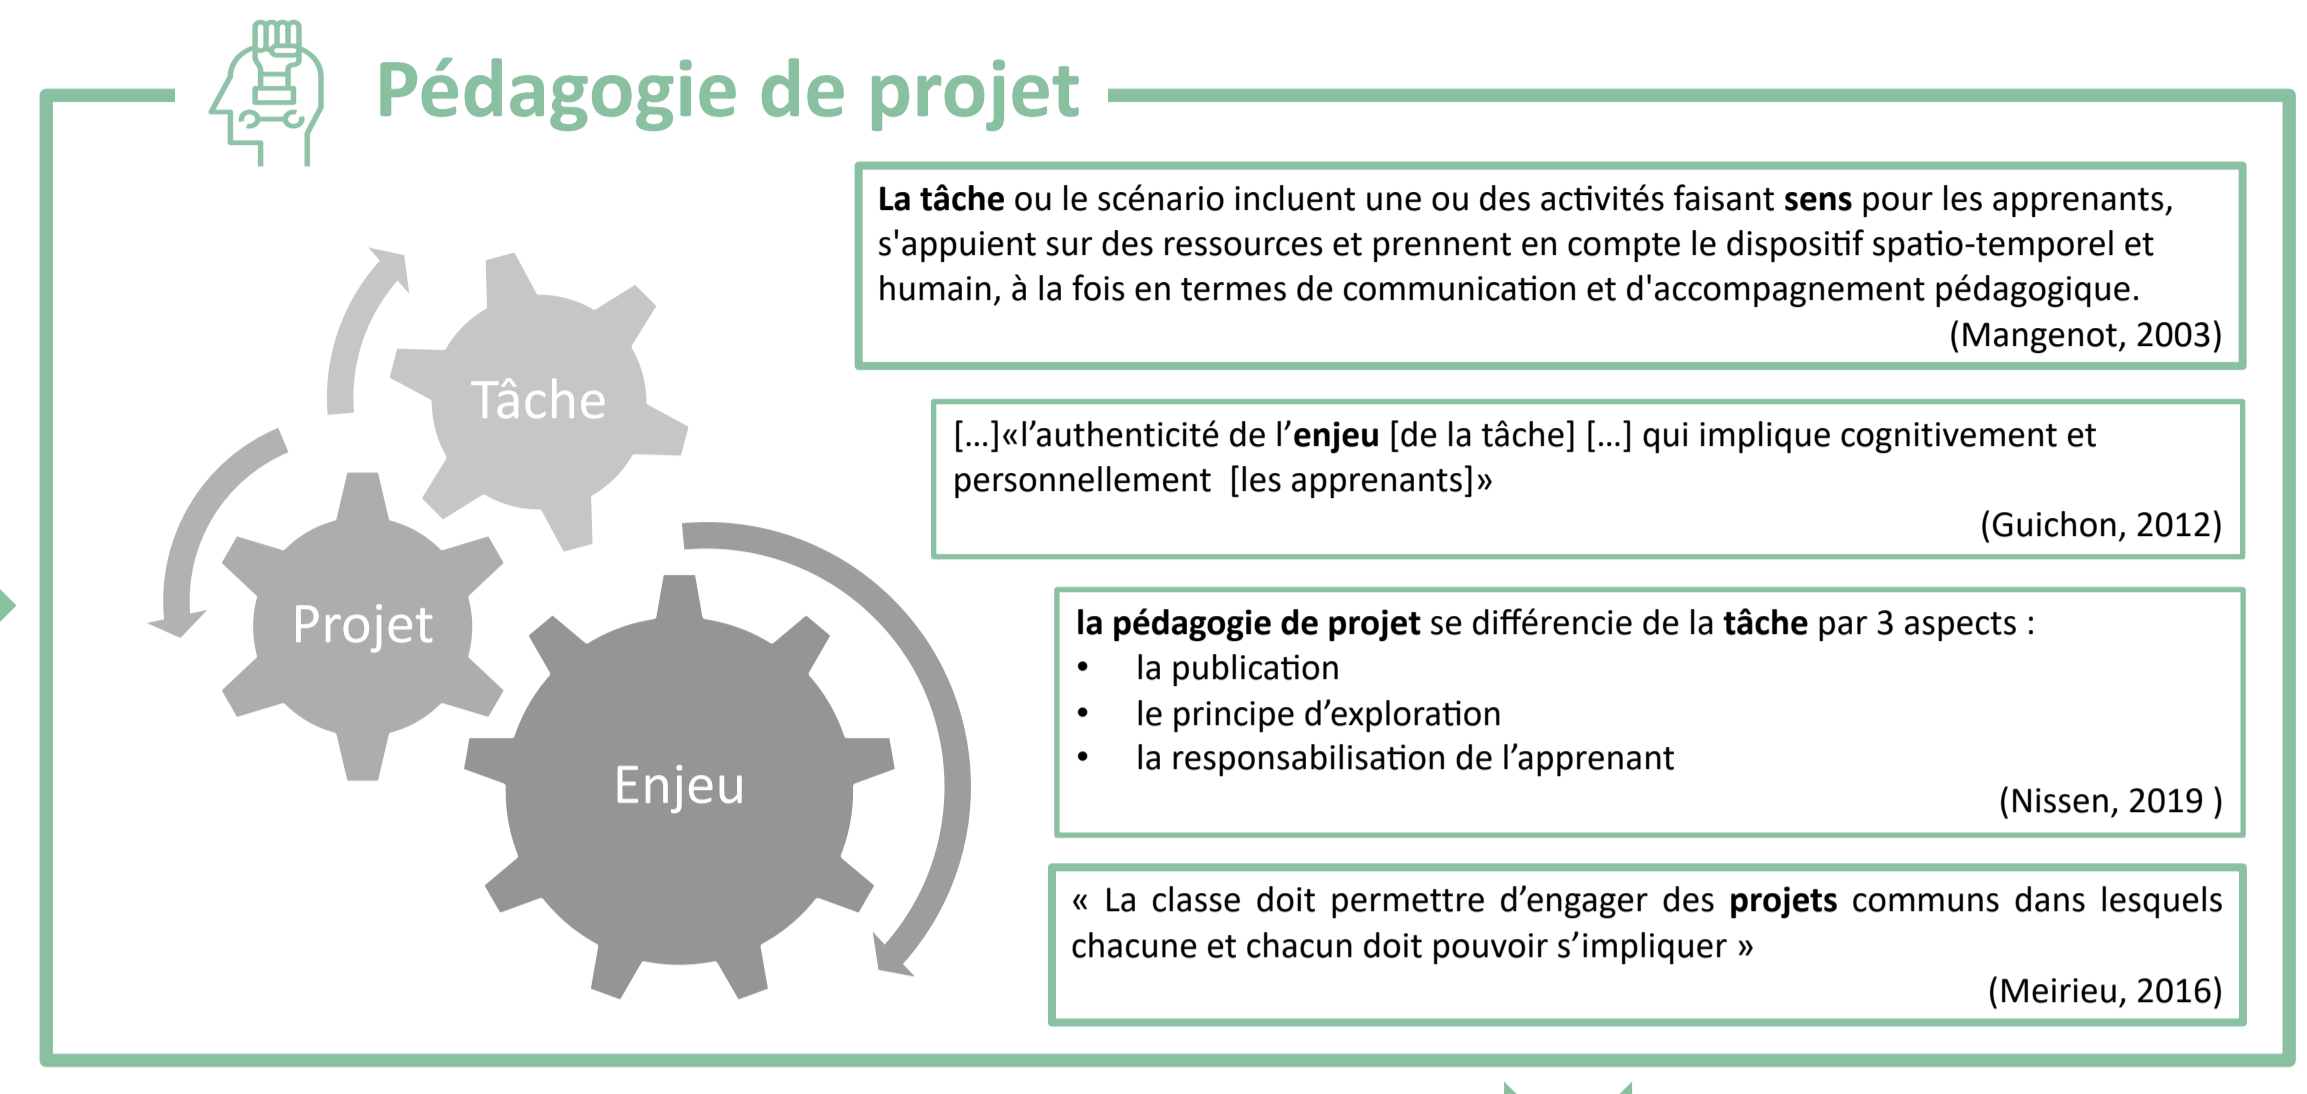 Pédagogie de projet
La tâche ou le scénario incluent une ou des activités faisant sens pour les apprenants,
s'appuient sur des ressources et prennent en compte le dispositif spatio-temporel et
humain, à la fois en termes de communication et d'accompagnement pédagogique.
(Mangenot, 2003)
[...]«l’authenticité de l’enjeu [de la tâche] [...] qui implique cognitivement et
personnellement [les apprenants]»
(Guichon, 2012)
la pédagogie de projet se différencie de la tâche par 3 aspects :
• la publication
• le principe d’exploration
• la responsabilisation de l’apprenant
(Nissen, 2019 )
« La classe doit permettre d’engager des projets communs dans lesquels
chacune et chacun doit pouvoir s’impliquer »
(Meirieu, 2016)
Tâche
Projet
Enjeu